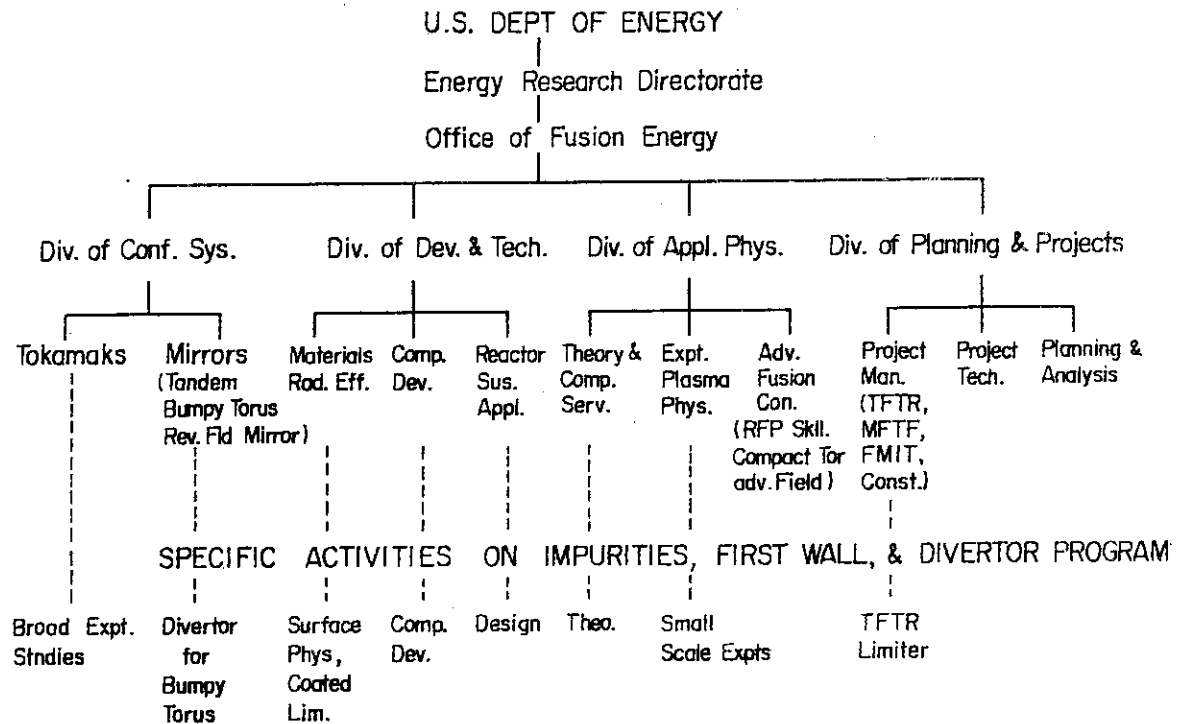 U.S. DEPT OF ENERGY
Energy Research Directorate
Office of Fusion Energy
Div. of Conf. Sys.
Div. of Dev. & Tech.
Div. of Appl. Phys.
Div. of Planning & Projects
Tokamaks
Mirrors
(Tandem
Bumpy Torus
Rev. Fld Mirror)
Materials
Rad. Eff.
Comp.
Dev.
Reactor
Sus.
Appl.
Theory &
Comp.
Serv.
Expt.
Plasma
Phys.
Adv.
Fusion
Con.
(RFP Skll.
Compact Tor
adv. Field)
Project
Man.
(TFTR,
MFTF,
FMIT,
Const.)
Project
Tech.
Planning &
Analysis
SPECIFIC ACTIVITIES ON IMPURITIES, FIRST WALL, & DIVERTOR PROGRAM
Broad Expt.
Stndies
Divertor
for
Bumpy
Torus
Surface
Phys,
Coated
Lim.
Comp.
Dev.
Design
Theo.
Small
Scale Expts
TFTR
Limiter